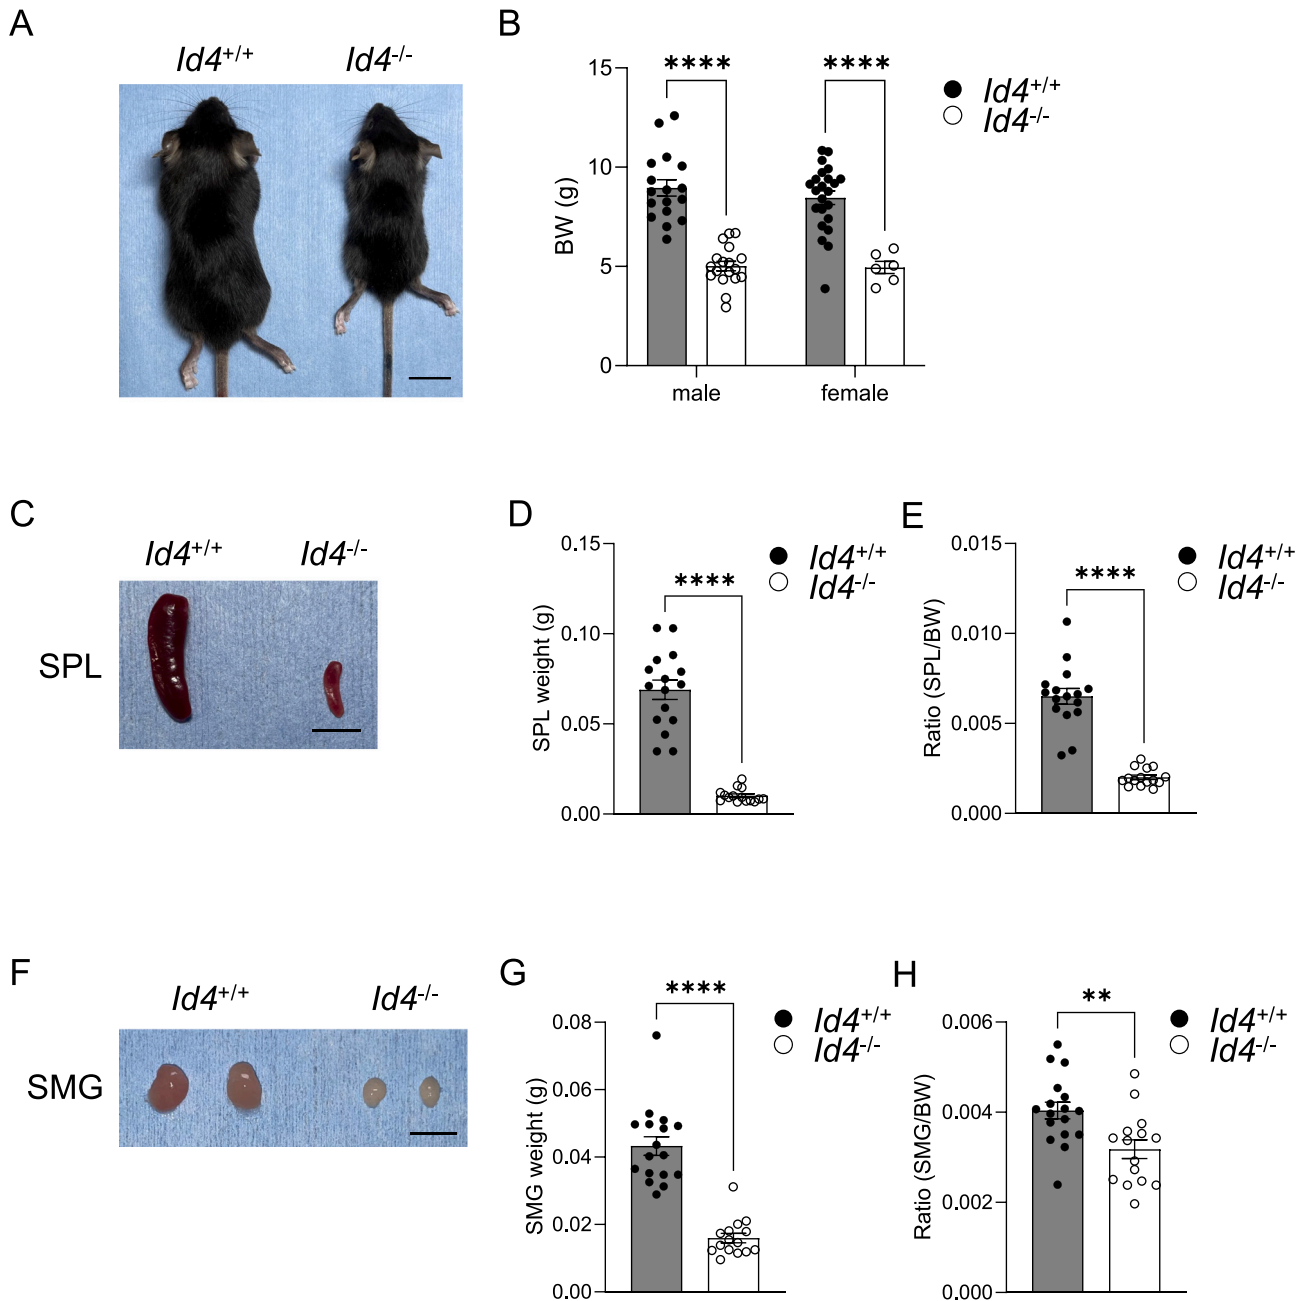 A
Id4+/+ Id4-/-
B
**** ****
15
10
5
0
BW (g)
male female
Id4+/+
Id4-/-
C
Id4+/+ Id4-/-
SPL
D
0.15
0.10
0.05
0.00
SPL weight (g)
****
Id4+/+
Id4-/-
E
0.015
0.010
0.005
0.000
Ratio (SPL/BW)
****
Id4+/+
Id4-/-
F
Id4+/+ Id4-/-
SMG
G
0.08
0.06
0.04
0.02
0.00
SMG weight (g)
****
Id4+/+
Id4-/-
H
0.006
0.004
0.002
0.000
Ratio (SMG/BW)
**
Id4+/+
Id4-/-